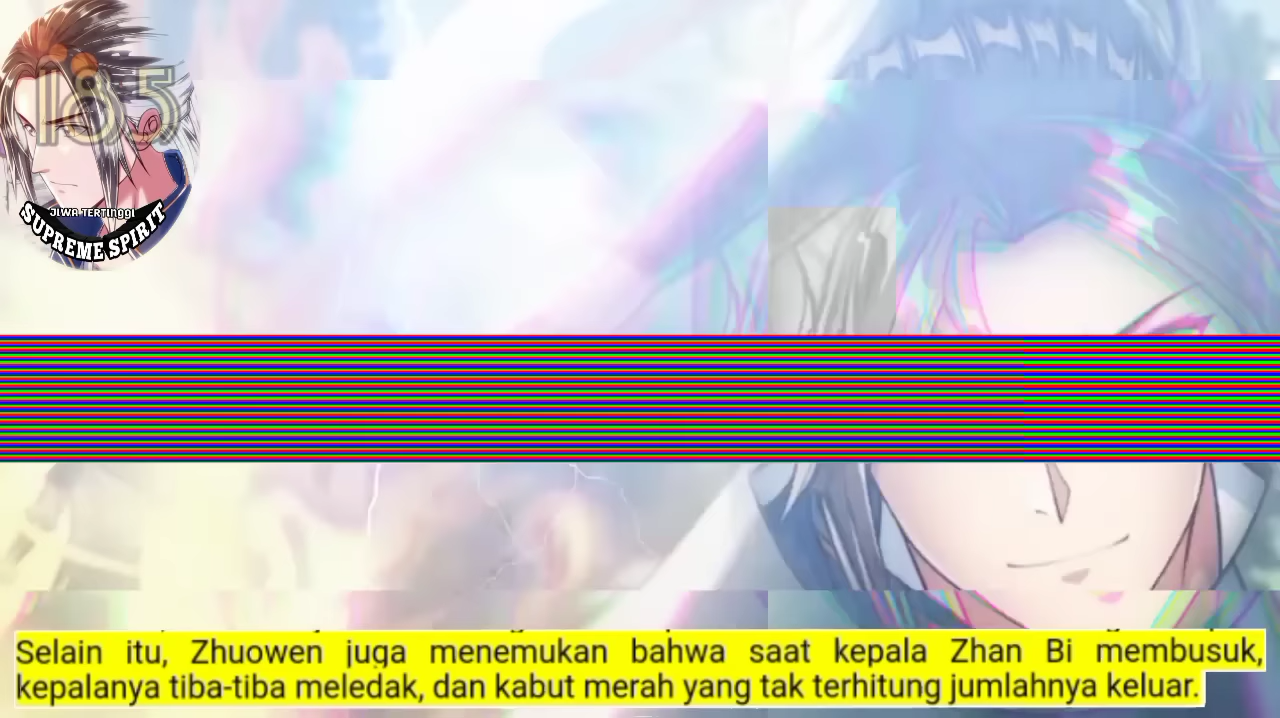 185
JIWA TERTINGGI
SUPREME SPIRIT
Selain itu, Zhuowen juga menemukan bahwa saat kepala Zhan Bi membusuk,
kepalanya tiba-tiba meledak, dan kabut merah yang tak terhitung jumlahnya keluar.